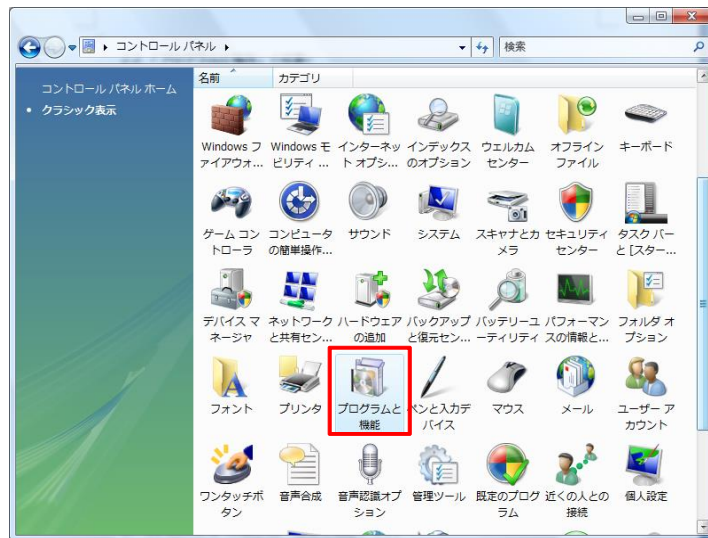 コントロール パネル
検索
コントロール パネル ホーム
クラシック表示
名前 カテゴリ
Windows フ
ァイアウォ...
Windows モ
ビリティ ...
インターネッ
ト オプシ...
インデックス
のオプション
ウェルカム
センター
オフライン
ファイル
キーボード
ゲーム コン
トローラ
コンピュータ
の簡単操作...
サウンド
システム
スキャナとカ
メラ
セキュリティ
センター
タスク バー
と [スター...
デバイス マ
ネージャ
ネットワーク
と共有セン...
ハードウェア
の追加
バックアップ
と復元セン...
バッテリーユ
ーティリティ
パフォーマン
スの情報と...
フォルダ オ
プション
フォント
プリンタ
プログラムと
機能
ペンと入力デ
バイス
マウス
メール
ユーザー ア
カウント
ワンタッチボ
タン
音声合成
音声認識オプ
ション
管理ツール
既定のプログ
ラム
近くの人との
接続
個人設定